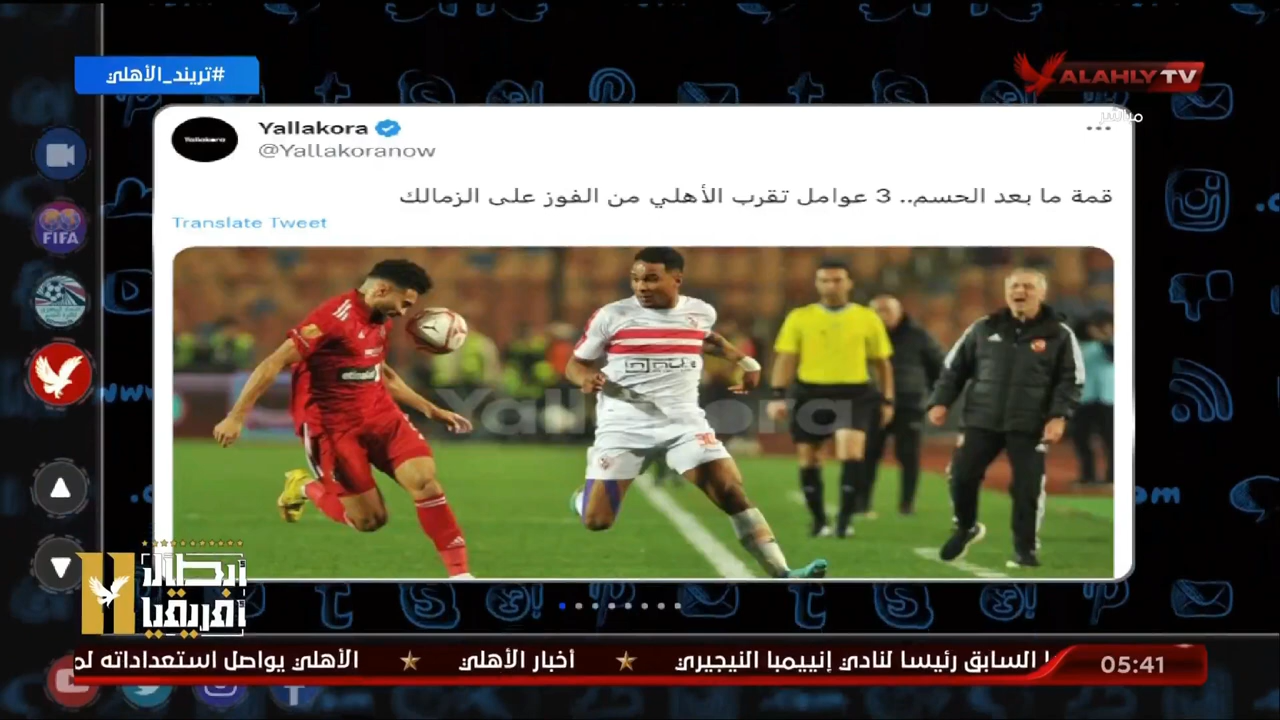 #تريند_الأهلي
ALAHLY TV
مباشر
Yallakora
@Yallakoranow
قمة ما بعد الحسم.. 3 عوامل تقرب الأهلي من الفوز على الزمالك
Translate Tweet
FIFA
Yallakora
أبطال
أفريقيا
السابق رئيسا لنادي إنييمبا النيجيري ★ أخبار الأهلي ★ الأهلي يواصل استعداداته
05:41